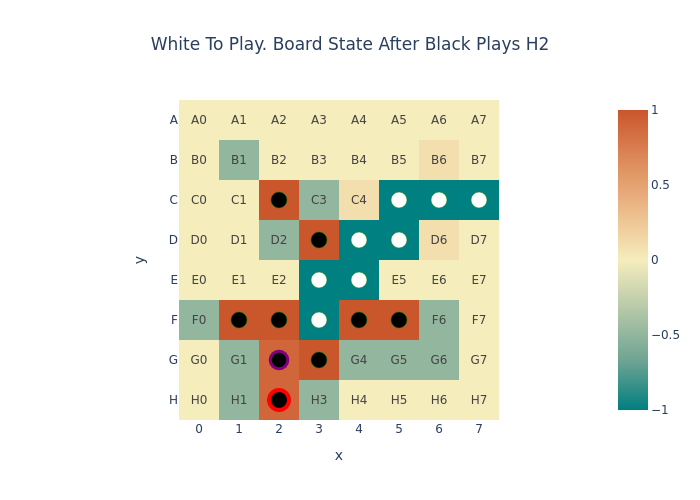 White To Play. Board State After Black Plays H2
A A0 A1 A2 A3 A4 A5 A6 A7
B B0 B1 B2 B3 B4 B5 B6 B7
C C0 C1 C3 C4
D D0 D1 D2 D6 D7
E E0 E1 E2 E5 E6 E7
F F0 F6 F7
G G0 G1 G4 G5 G6 G7
H H0 H1 H3 H4 H5 H6 H7
0 1 2 3 4 5 6 7
x
y
1
0.5
0
−0.5
−1